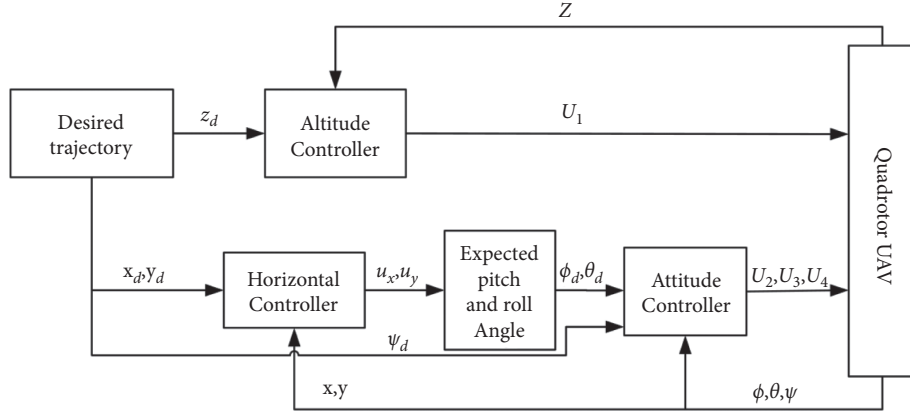 Z
Desired
trajectory
z_d
Altitude
Controller
U_1
Quadrotor UAV
x_d,y_d
Horizontal
Controller
u_x,u_y
Expected
pitch
and roll
Angle
ϕ_d,θ_d
Attitude
Controller
U_2,U_3,U_4
ψ_d
x,y
ϕ,θ,ψ